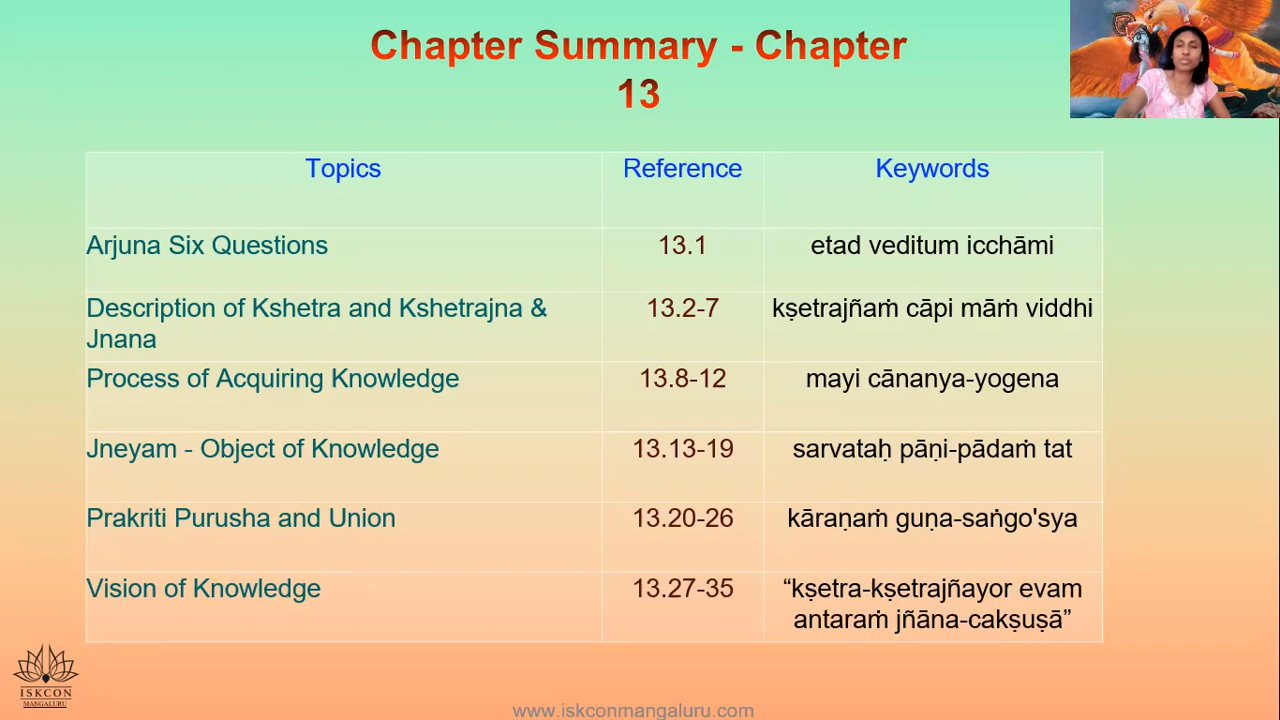 Chapter Summary - Chapter
13
Topics
Reference
Keywords
Arjuna Six Questions
13.1
etad veditum icchāmi
Description of Kshetra and Kshetrajna &
Jnana
13.2-7
kṣetrajñaṁ cāpi māṁ viddhi
Process of Acquiring Knowledge
13.8-12
mayi cānanya-yogena
Jneyam - Object of Knowledge
13.13-19
sarvataḥ pāṇi-pādaṁ tat
Prakriti Purusha and Union
13.20-26
kāraṇaṁ guṇa-saṅgo'sya
Vision of Knowledge
13.27-35
“kṣetra-kṣetrajñayor evam
antaraṁ jñāna-cakṣuṣā”
ISKCON
MANGALURU
www.iskconmangaluru.com